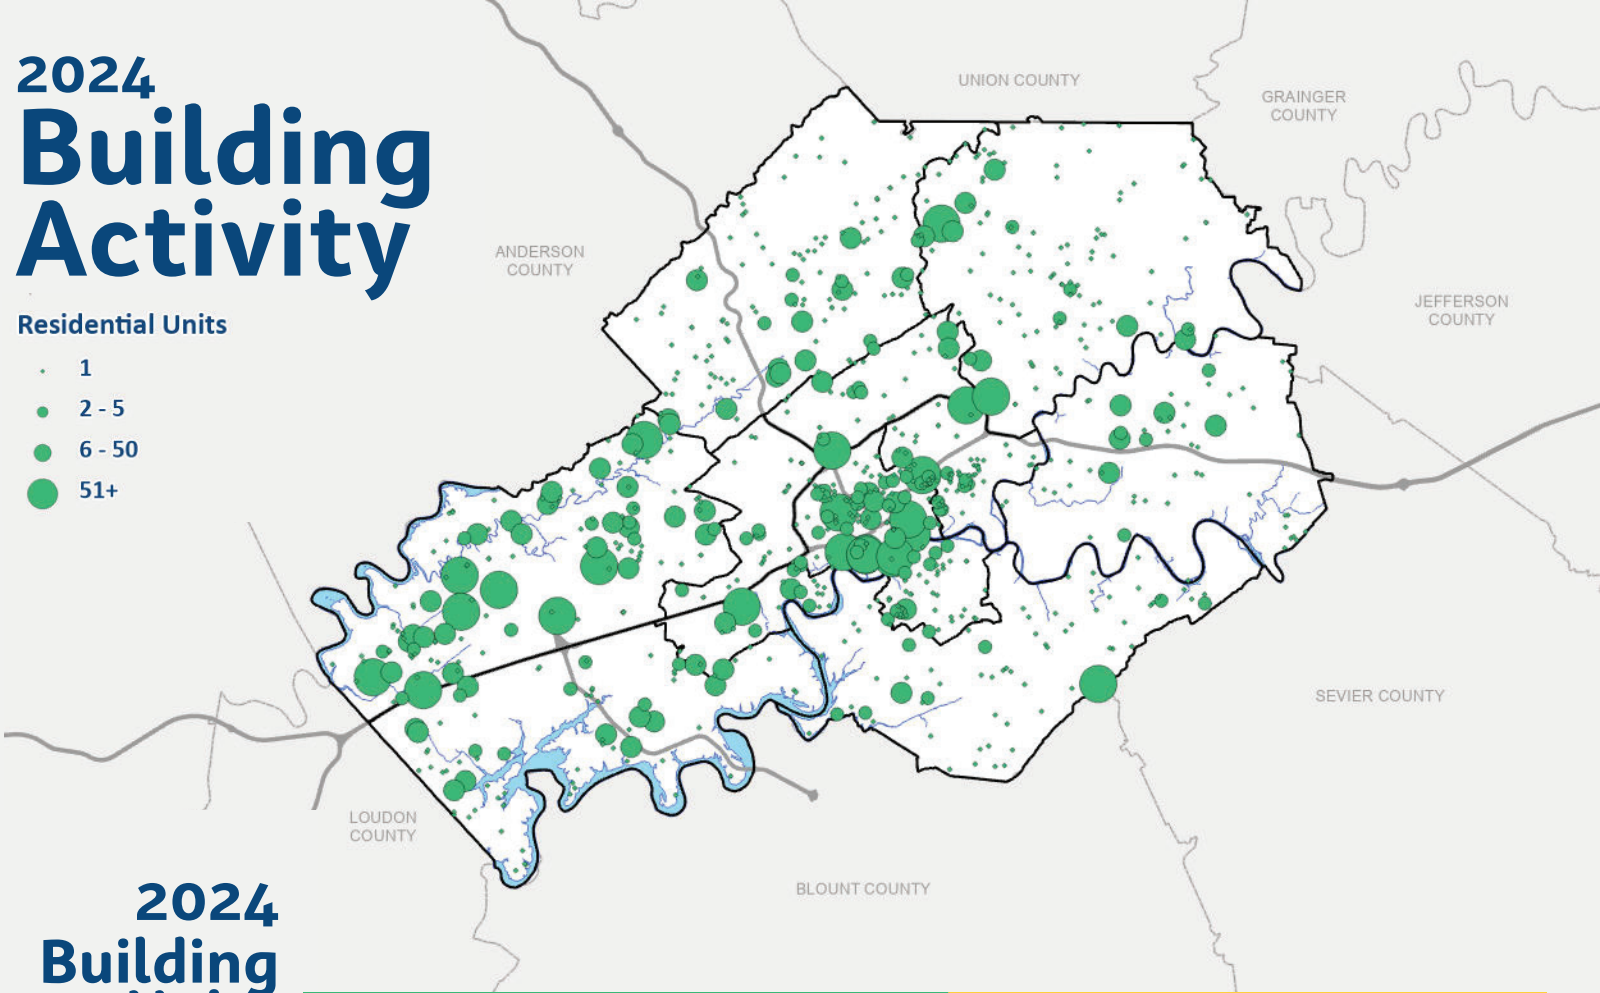 2024
Building
Activity
Residential Units
1
2 - 5
6 - 50
51+
UNION COUNTY
GRAINGER
COUNTY
ANDERSON
COUNTY
JEFFERSON
COUNTY
SEVIER COUNTY
LOUDON
COUNTY
BLOUNT COUNTY
2024
Building